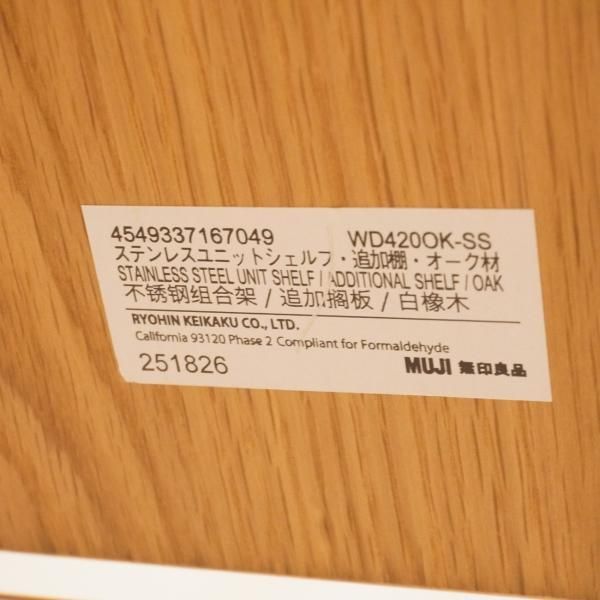 4549337167049 WD420OK-SS
ステンレスユニットシェルフ・追加棚・オーク材
STAINLESS STEEL UNIT SHELF / ADDITIONAL SHELF / OAK
不锈钢组合架 / 追加搁板 / 白橡木
RYOHIN KEIKAKU CO., LTD.
California 93120 Phase 2 Compliant for Formaldehyde
251826 MUJI 無印良品